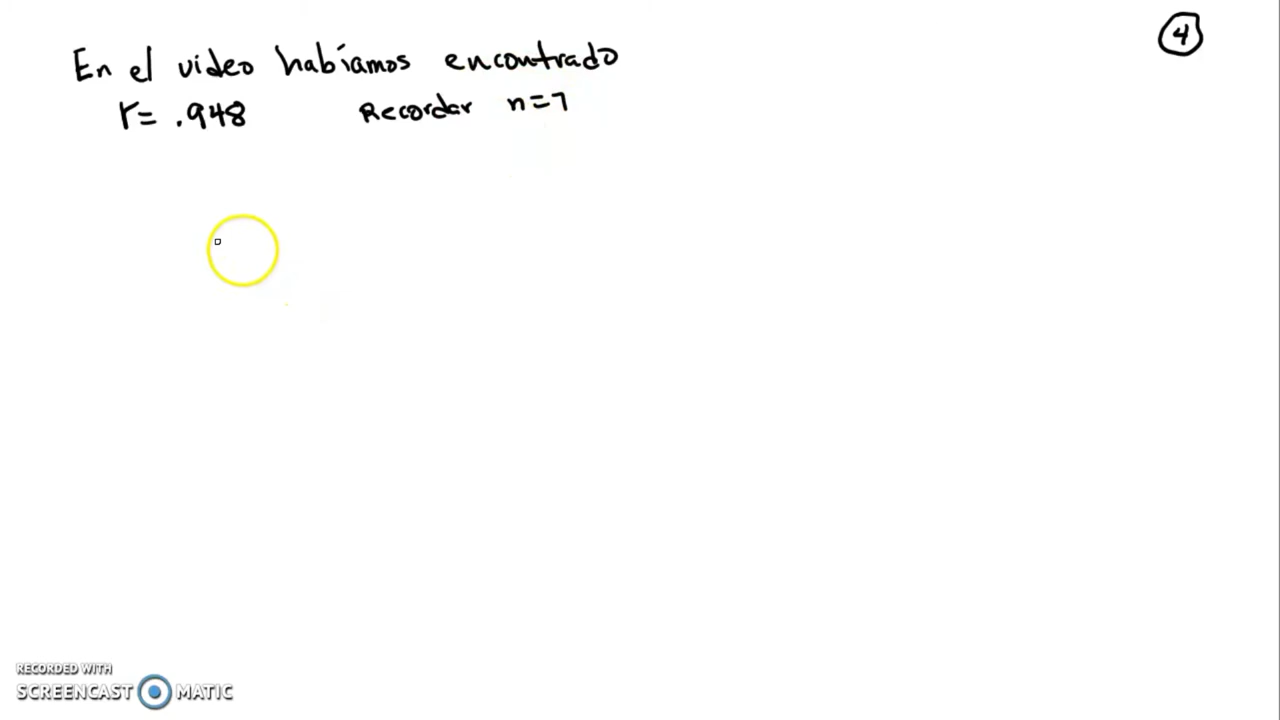 En el video habíamos encontrado
4
r= .948 Recordar n=7
RECORDED WITH
SCREENCAST MATIC